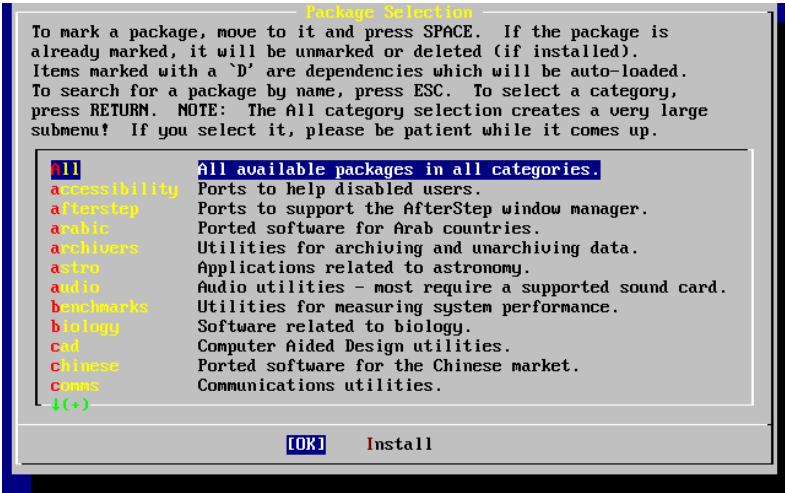 Package Selection
To mark a package, move to it and press SPACE.  If the package is
already marked, it will be unmarked or deleted (if installed).
Items marked with a `D' are dependencies which will be auto-loaded.
To search for a package by name, press ESC.  To select a category,
press RETURN.  NOTE:  The All category selection creates a very large
submenu!  If you select it, please be patient while it comes up.
All All available packages in all categories.
accessibility Ports to help disabled users.
afterstep Ports to support the AfterStep window manager.
arabic Ported software for Arab countries.
archivers Utilities for archiving and unarchiving data.
astro Applications related to astronomy.
audio Audio utilities - most require a supported sound card.
benchmarks Utilities for measuring system performance.
biology Software related to biology.
cad Computer Aided Design utilities.
chinese Ported software for the Chinese market.
comms Communications utilities.
↓(+)
[OK] Install